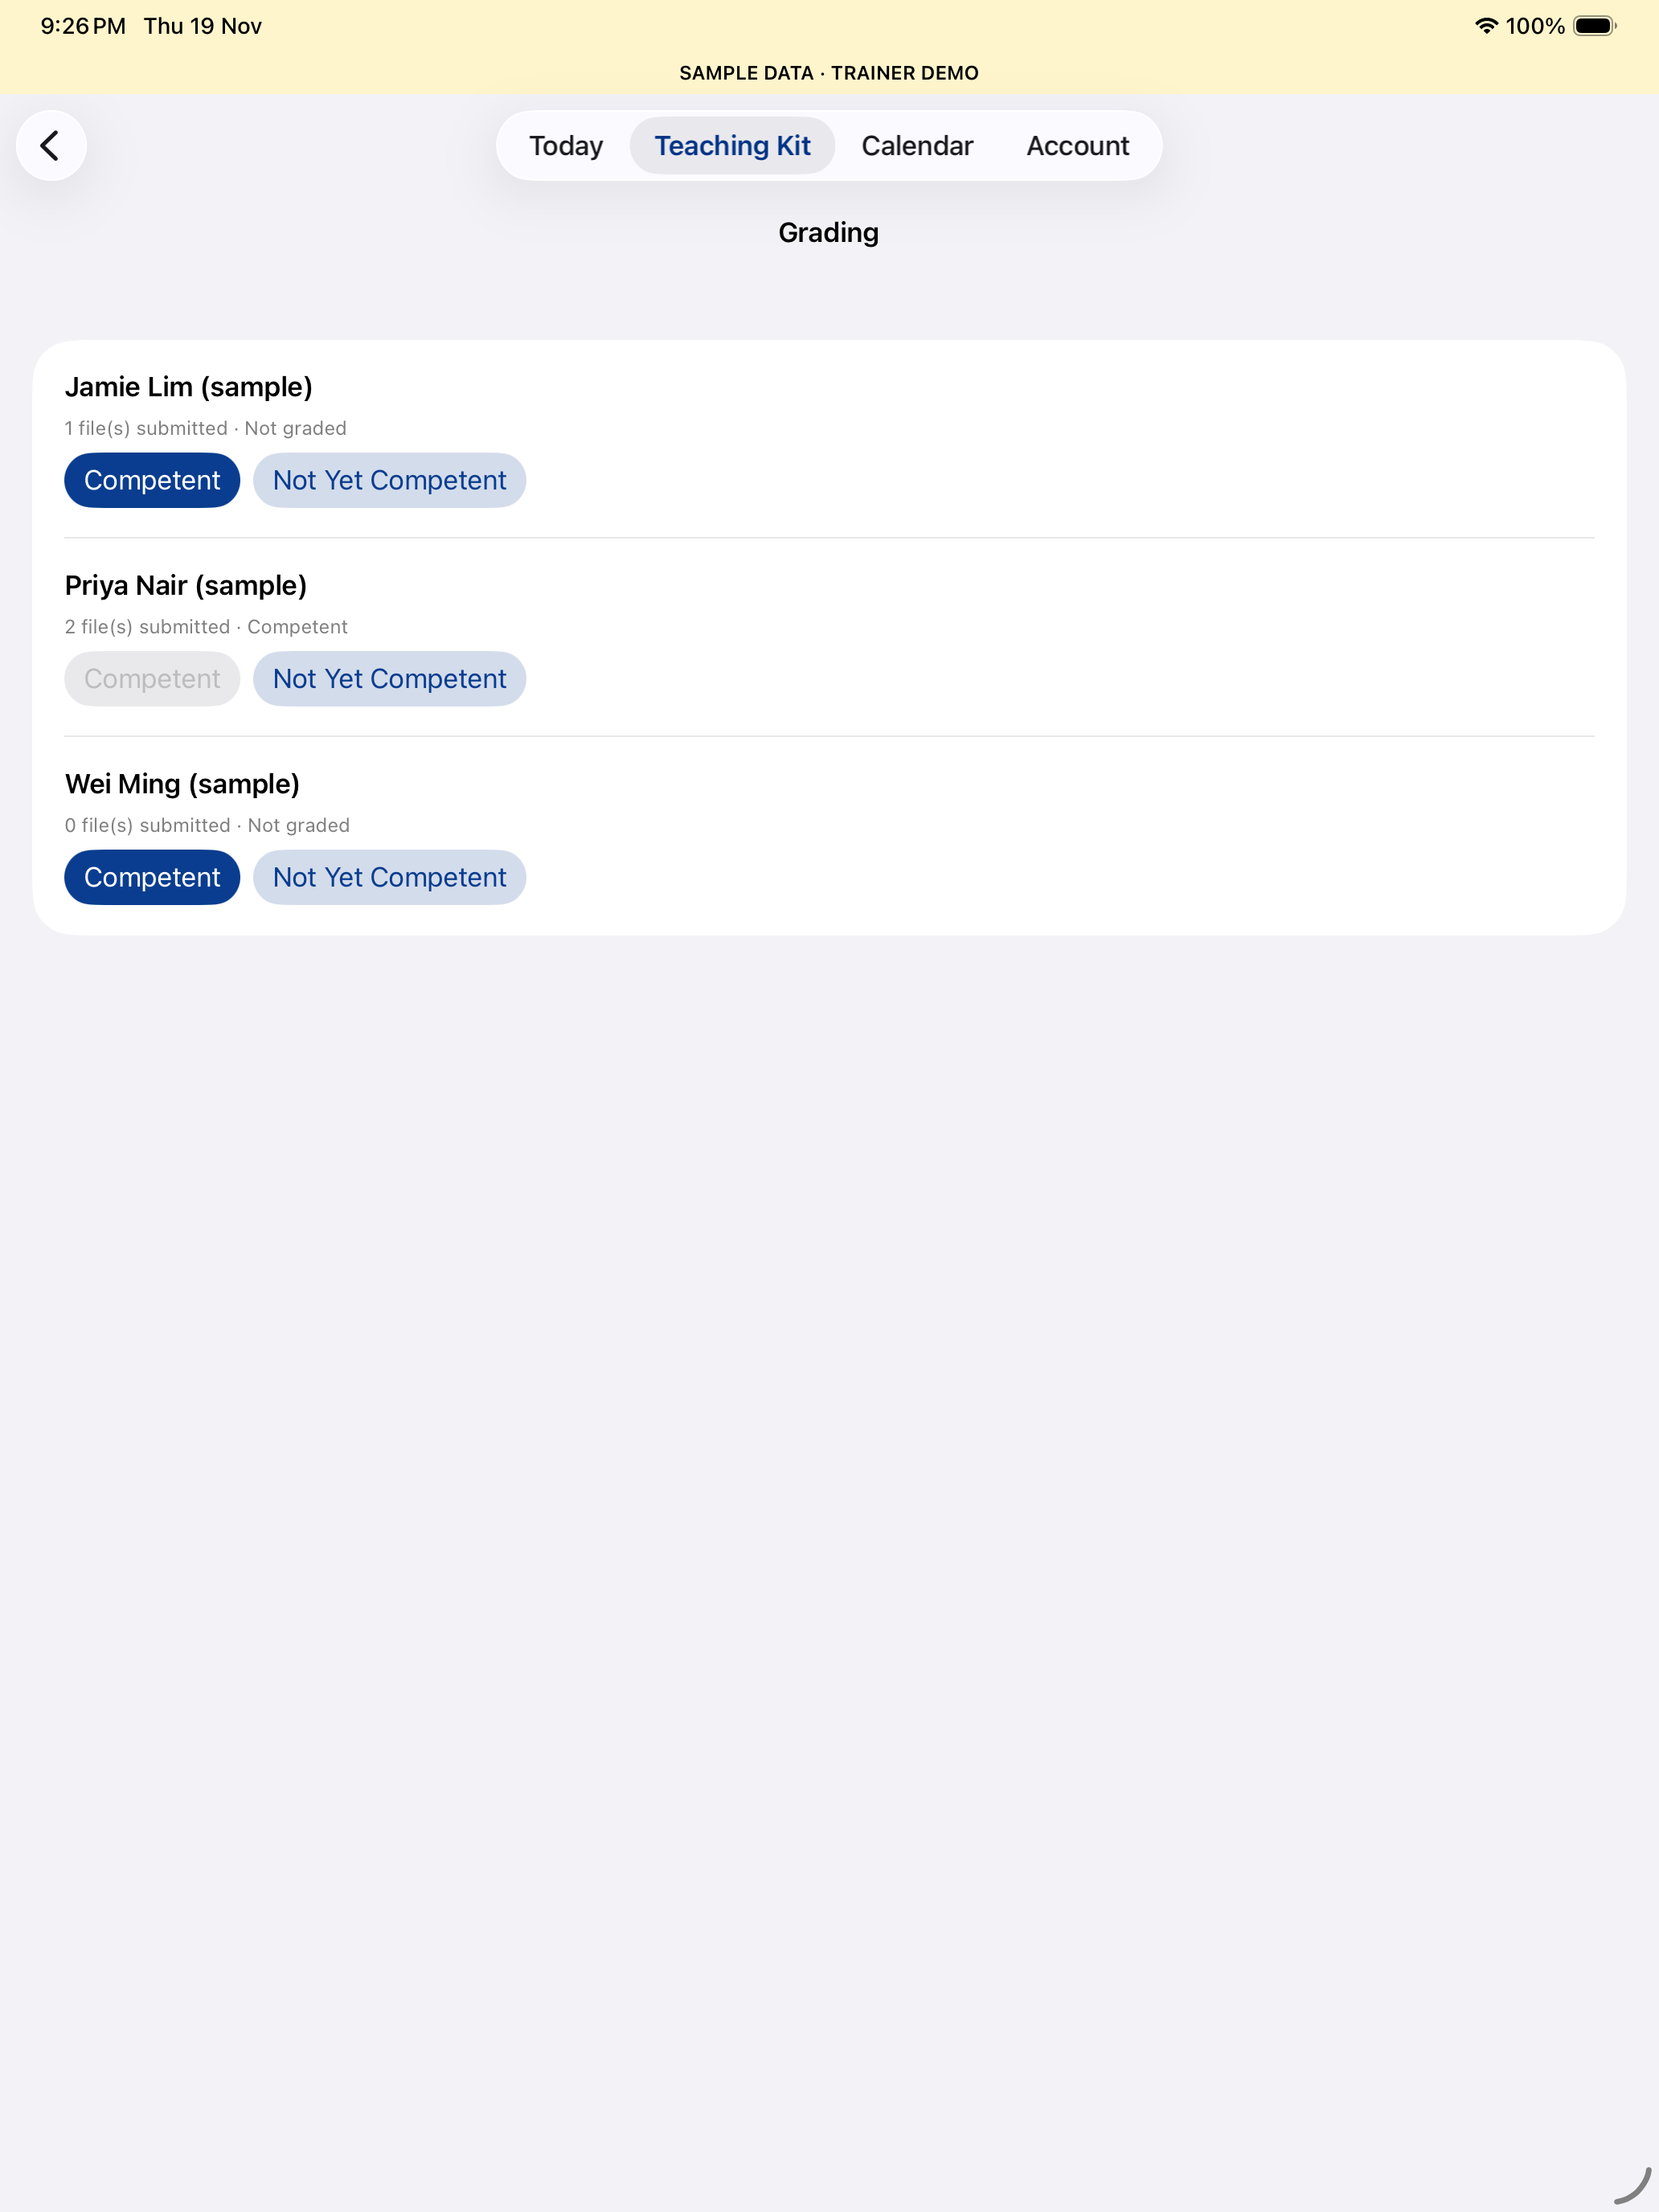 9:26 PM Thu 19 Nov 100%
SAMPLE DATA · TRAINER DEMO
Today Teaching Kit Calendar Account
Grading
Jamie Lim (sample)
1 file(s) submitted · Not graded
Competent Not Yet Competent
Priya Nair (sample)
2 file(s) submitted · Competent
Competent Not Yet Competent
Wei Ming (sample)
0 file(s) submitted · Not graded
Competent Not Yet Competent